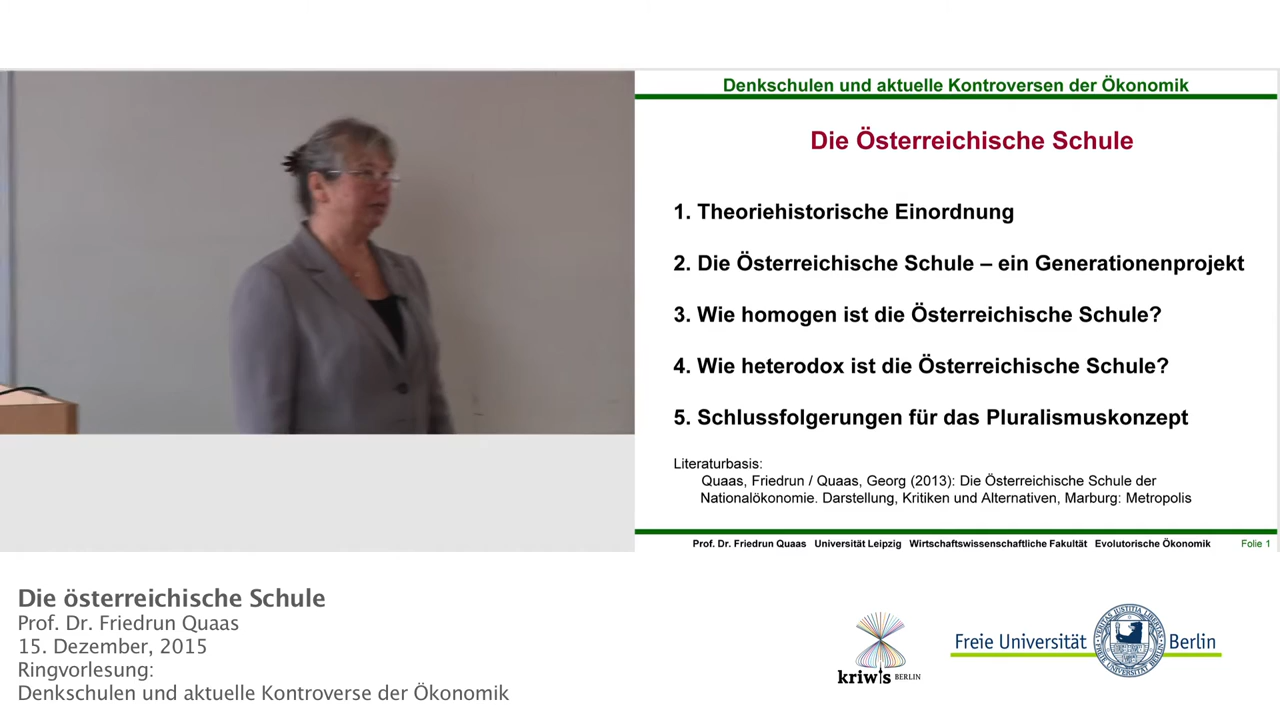 Denkschulen und aktuelle Kontroversen der Ökonomik
Die Österreichische Schule
1. Theoriehistorische Einordnung
2. Die Österreichische Schule – ein Generationenprojekt
3. Wie homogen ist die Österreichische Schule?
4. Wie heterodox ist die Österreichische Schule?
5. Schlussfolgerungen für das Pluralismuskonzept
Literaturbasis:
Quaas, Friedrun / Quaas, Georg (2013): Die Österreichische Schule der
Nationalökonomie. Darstellung, Kritiken und Alternativen, Marburg: Metropolis
Prof. Dr. Friedrun Quaas Universität Leipzig Wirtschaftswissenschaftliche Fakultät Evolutorische Ökonomik Folie 1
Die österreichische Schule
Prof. Dr. Friedrun Quaas
15. Dezember, 2015
Ringvorlesung:
Denkschulen und aktuelle Kontroverse der Ökonomik
kriwis BERLIN
Freie Universität Berlin